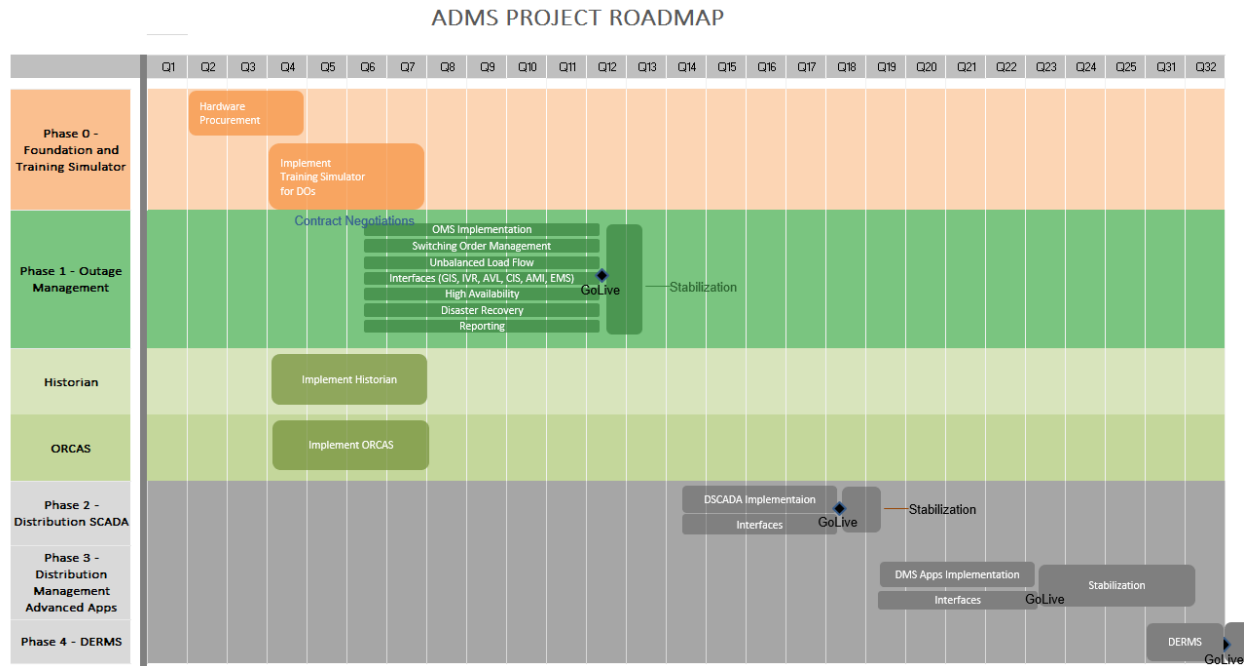 ADMS PROJECT ROADMAP
Q1 Q2 Q3 Q4 Q5 Q6 Q7 Q8 Q9 Q10 Q11 Q12 Q13 Q14 Q15 Q16 Q17 Q18 Q19 Q20 Q21 Q22 Q23 Q24 Q25 Q31 Q32
Phase 0 -
Foundation and
Training Simulator
Hardware
Procurement
Implement
Training Simulator
for DOs
Phase 1 - Outage
Management
Contract Negotiations
OMS Implementation
Switching Order Management
Unbalanced Load Flow
Interfaces (GIS, IVR, AVL, CIS, AMI, EMS)
High Availability
Disaster Recovery
Reporting
GoLive
Stabilization
Historian
Implement Historian
ORCAS
Implement ORCAS
Phase 2 -
Distribution SCADA
DSCADA Implementaion
Interfaces
GoLive
Stabilization
Phase 3 -
Distribution
Management
Advanced Apps
DMS Apps Implementation
Interfaces
GoLive
Stabilization
Phase 4 - DERMS
DERMS
GoLive